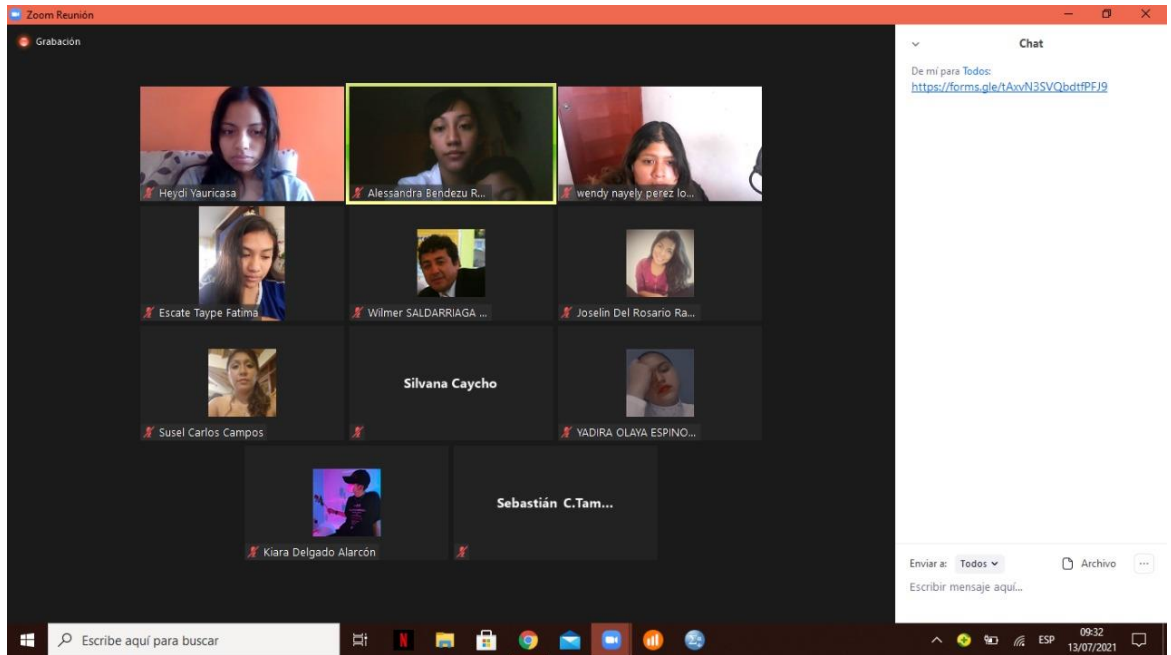 Zoom Reunión
Grabación
Heydi Yauricasa
Alessandra Bendezu R...
wendy nayely perez lo...
Escate Taype Fatima
Wilmer SALDARRIAGA ...
Joselin Del Rosario Ra...
Susel Carlos Campos
Silvana Caycho
YADIRA OLAYA ESPINO...
Kiara Delgado Alarcón
Sebastián C.Tam...
Chat
De mí para Todos:
https://forms.gle/tAxvN3SVQbdtfPFJ9
Enviar a: Todos
Archivo
Escribir mensaje aquí...
Escribe aquí para buscar
N
ESP
09:32
13/07/2021